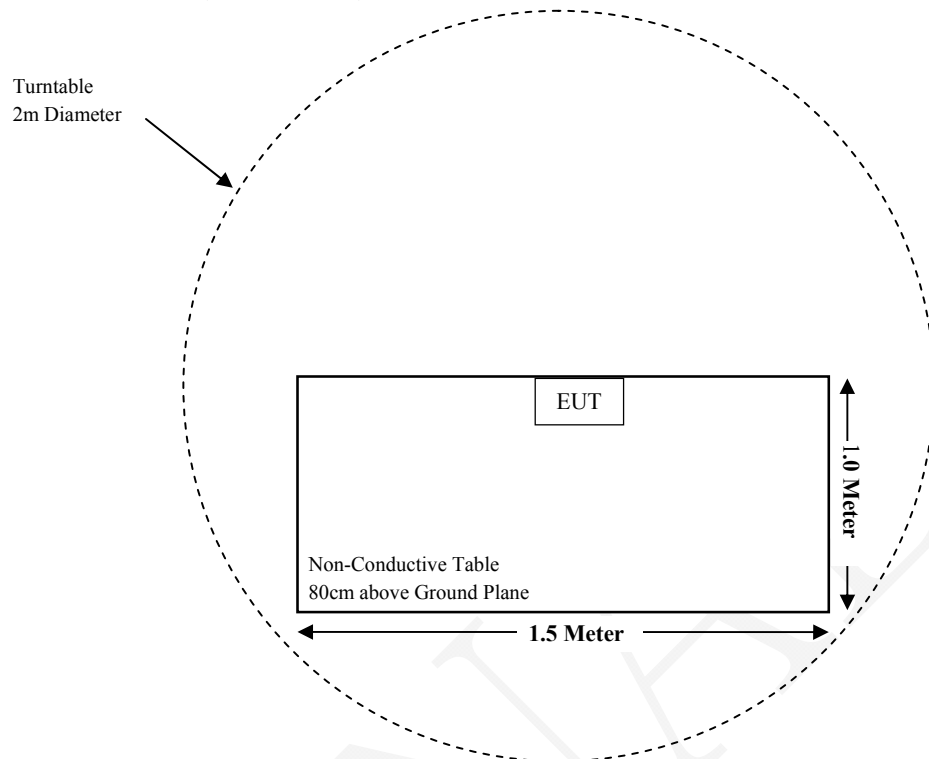 Turntable
2m Diameter
EUT
1.0 Meter
Non-Conductive Table
80cm above Ground Plane
1.5 Meter